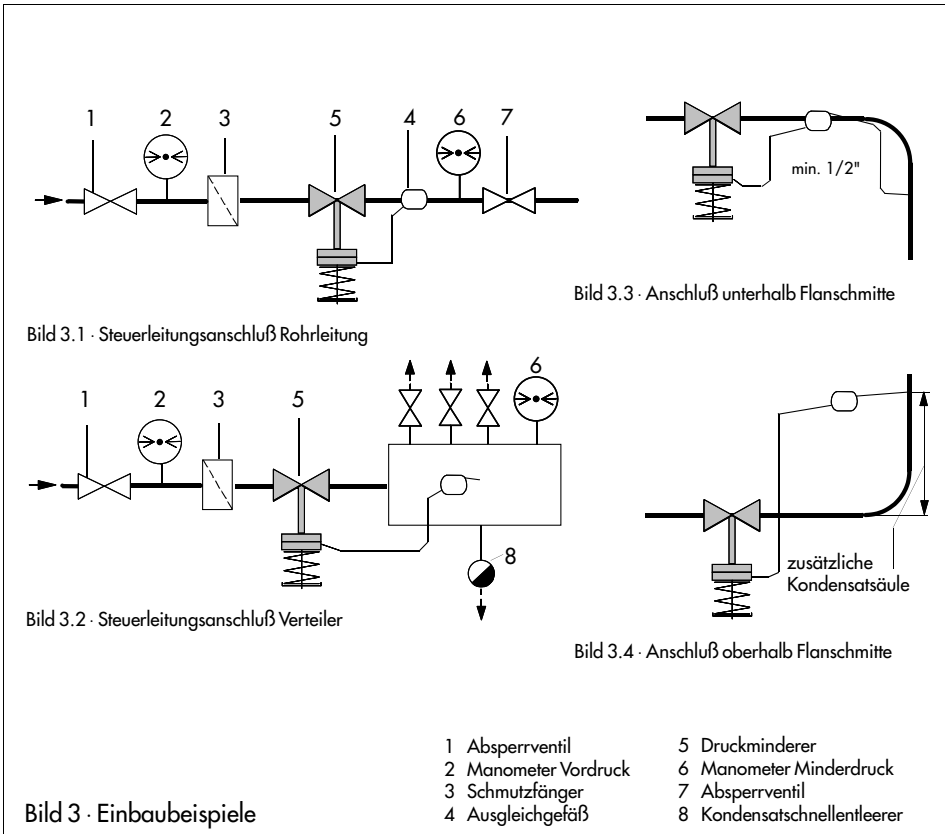 1 2 3 5 4 6 7
Bild 3.1 · Steuerleitungsanschluß Rohrleitung
min. 1/2"
Bild 3.3 · Anschluß unterhalb Flanschmitte
1 2 3 5 6
8
Bild 3.2 · Steuerleitungsanschluß Verteiler
zusätzliche
Kondensatsäule
Bild 3.4 · Anschluß oberhalb Flanschmitte
Bild 3 · Einbaubeispiele
1 Absperrventil
2 Manometer Vordruck
3 Schmutzfänger
4 Ausgleichgefäß
5 Druckminderer
6 Manometer Minderdruck
7 Absperrventil
8 Kondensatschnellentleerer